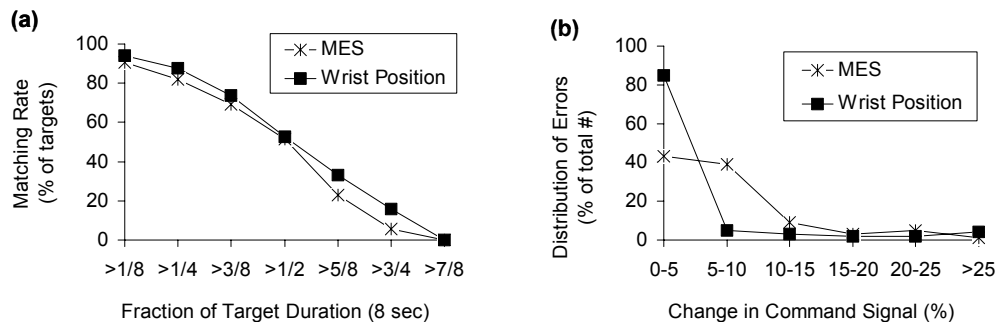 (a)
100
80
60
40
20
0
Matching Rate
(% of targets)
MES
Wrist Position
>1/8 >1/4 >3/8 >1/2 >5/8 >3/4 >7/8
Fraction of Target Duration (8 sec)
(b)
100
80
60
40
20
0
Distribution of Errors
(% of total #)
MES
Wrist Position
0-5 5-10 10-15 15-20 20-25 >25
Change in Command Signal (%)